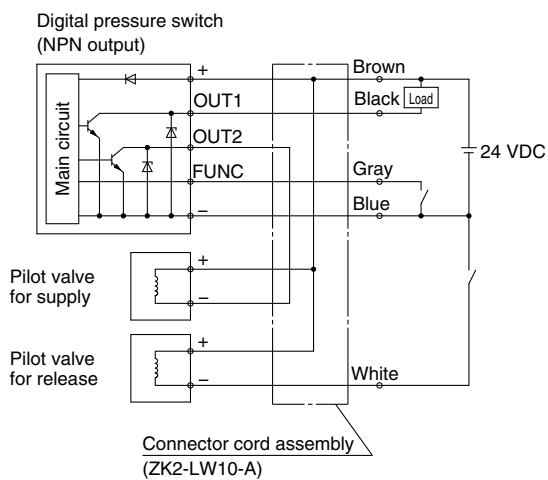 Digital pressure switch
(NPN output)
+
Brown
OUT1
Black
Load
OUT2
Main circuit
24 VDC
FUNC
Gray
−
Blue
Pilot valve
for supply
+
−
Pilot valve
for release
+
−
White
Connector cord assembly
(ZK2-LW10-A)